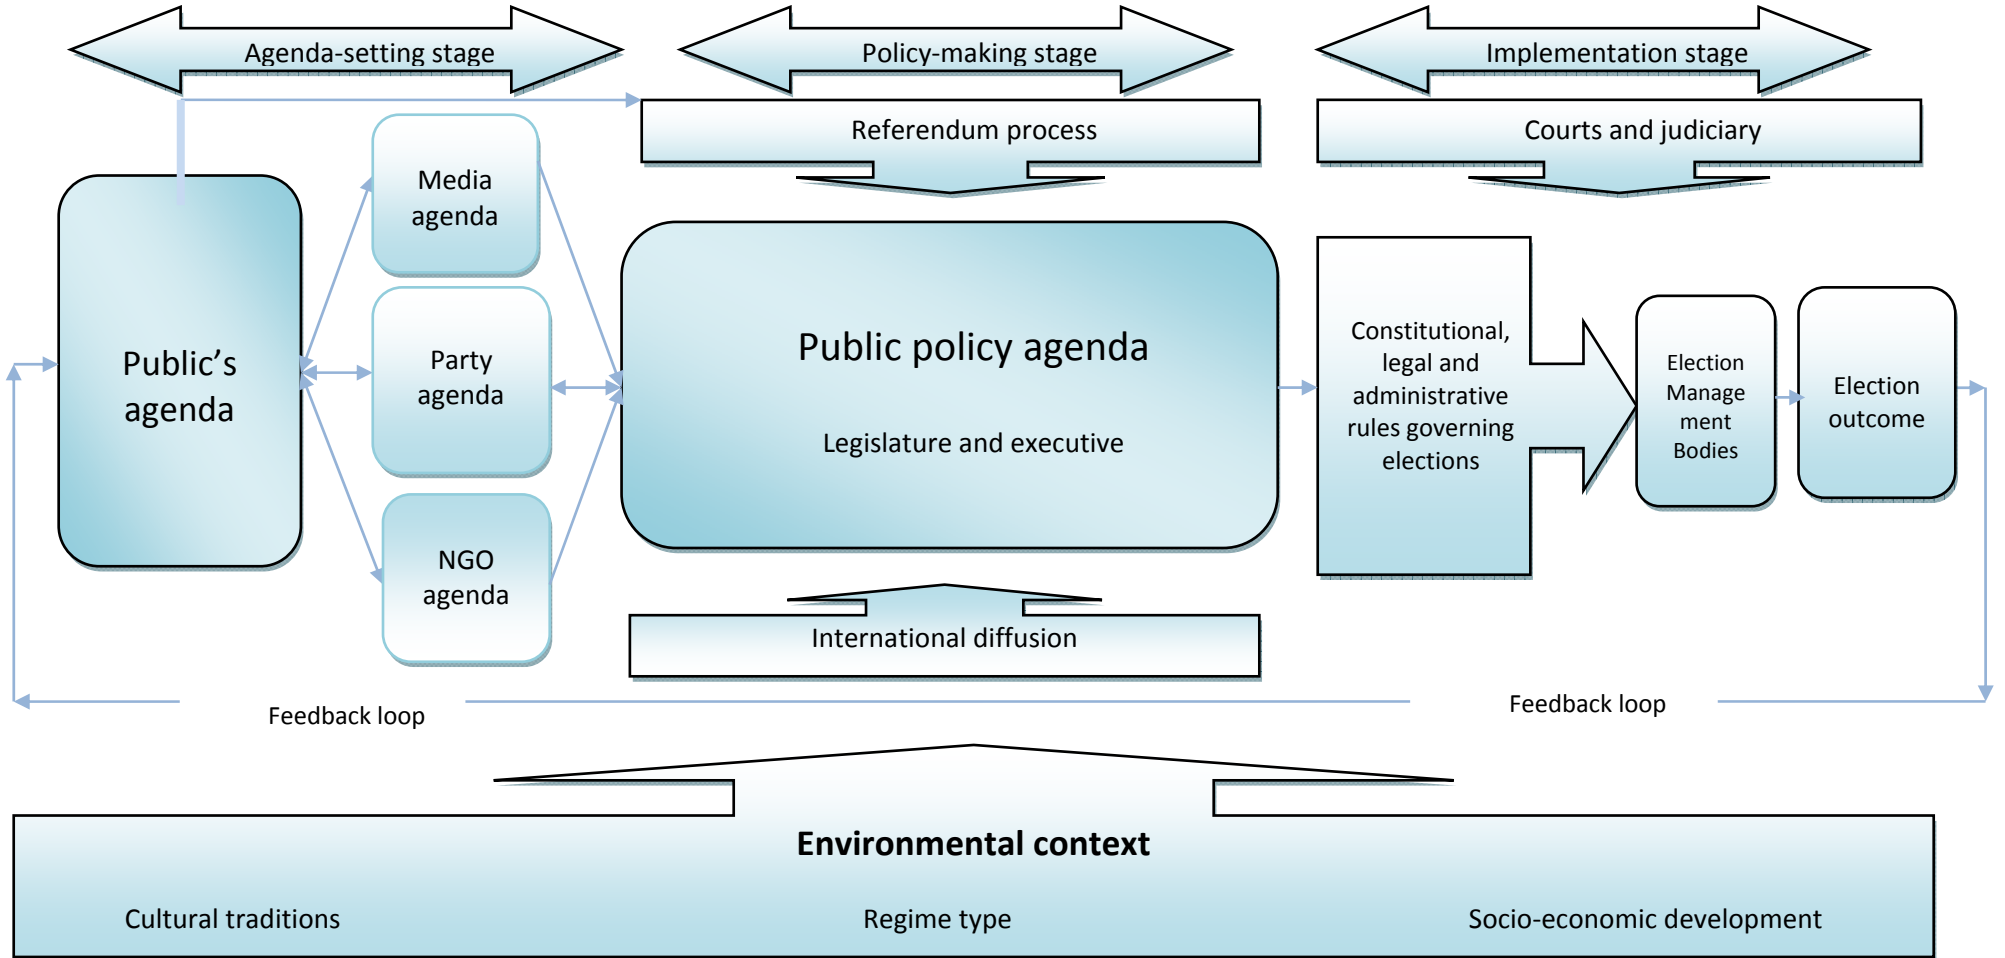 Agenda-setting stage
Policy-making stage
Implementation stage
Referendum process
Courts and judiciary
Media
agenda
Public’s
agenda
Party
agenda
NGO
agenda
Public policy agenda
Legislature and executive
Constitutional,
legal and
administrative
rules governing
elections
Election
Manage
ment
Bodies
Election
outcome
International diffusion
Feedback loop
Feedback loop
Environmental context
Cultural traditions
Regime type
Socio-economic development